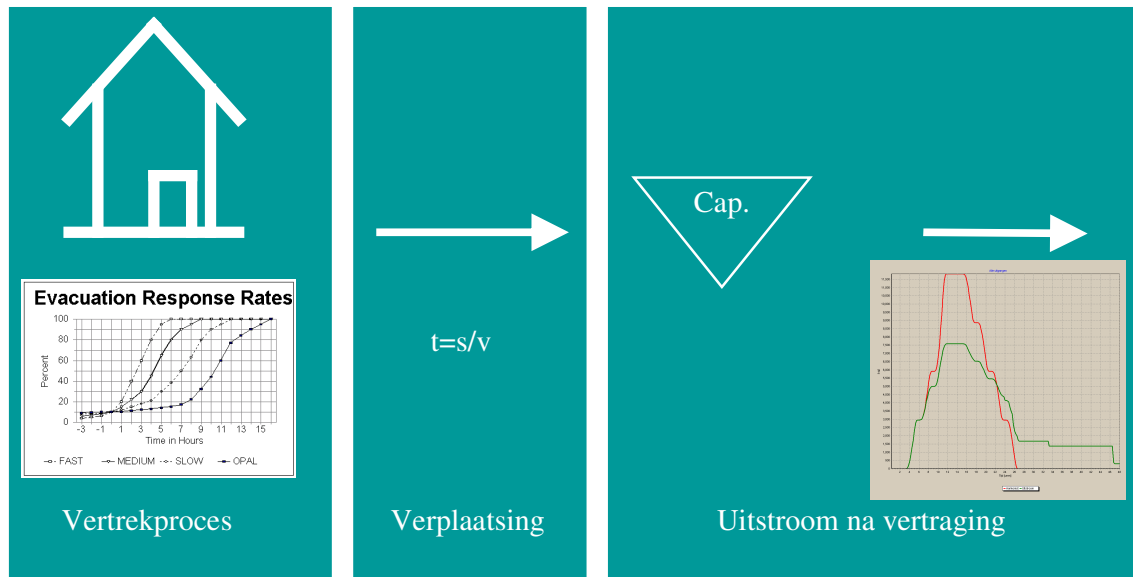 Evacuation Response Rates
100
80
60
40
20
0
Percent
-3 -1 1 3 5 7 9 11 13 15
Time in Hours
FAST MEDIUM SLOW OPAL
Vertrekproces
t=s/v
Verplaatsing
Cap.
Uitstroom na vertraging